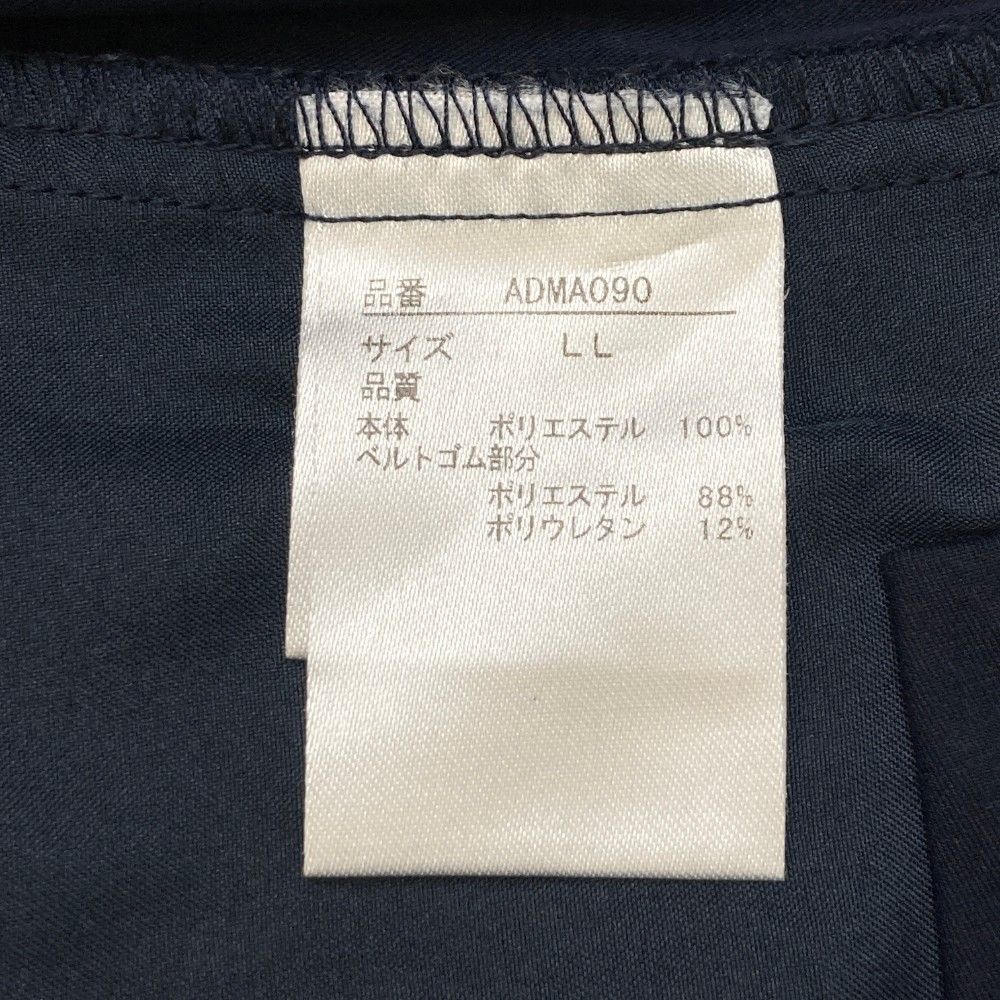 品番 ADMA090
サイズ LL
品質
本体 ポリエステル 100%
ベルトゴム部分
ポリエステル 88%
ポリウレタン 12%